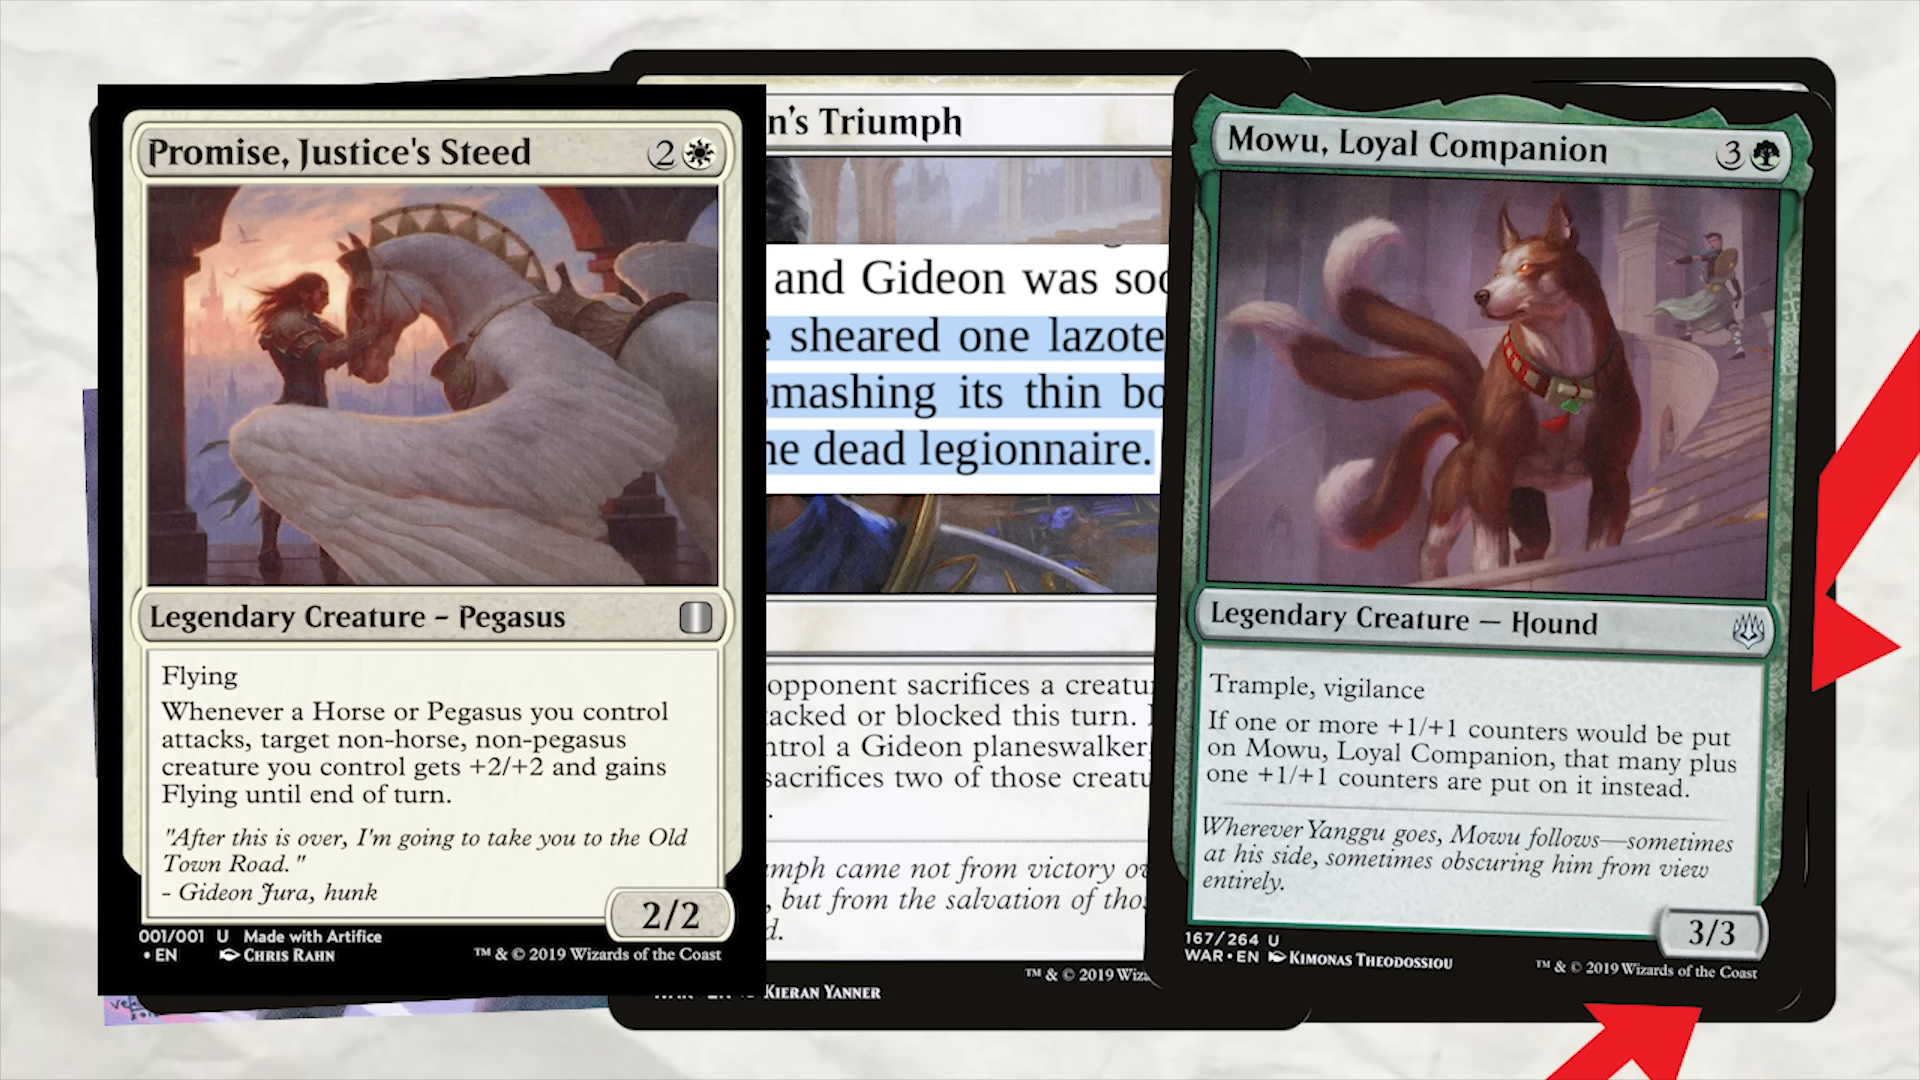 Promise, Justice's Steed 2
Legendary Creature – Pegasus
Flying
Whenever a Horse or Pegasus you control
attacks, target non-horse, non-pegasus
creature you control gets +2/+2 and gains
Flying until end of turn.
"After this is over, I'm going to take you to the Old
Town Road."
- Gideon Jura, hunk
2/2
001/001 U Made with Artifice
• EN CHRIS RAHN
™ & © 2019 Wizards of the Coast
n's Triumph
and Gideon was soo
sheared one lazote
mashing its thin bo
ne dead legionnaire.
opponent sacrifices a creatu
tacked or blocked this turn.
ntrol a Gideon planeswalker,
sacrifices two of those creatu
.
umph came not from victory ov
, but from the salvation of tho
d.
™ & © 2019 Wiza
KIERAN YANNER
Mowu, Loyal Companion 3
Legendary Creature — Hound
Trample, vigilance
If one or more +1/+1 counters would be put
on Mowu, Loyal Companion, that many plus
one +1/+1 counters are put on it instead.
Wherever Yanggu goes, Mowu follows—sometimes
at his side, sometimes obscuring him from view
entirely.
3/3
167/264 U
WAR • EN KIMONAS THEODOSSIOU
™ & © 2019 Wizards of the Coast